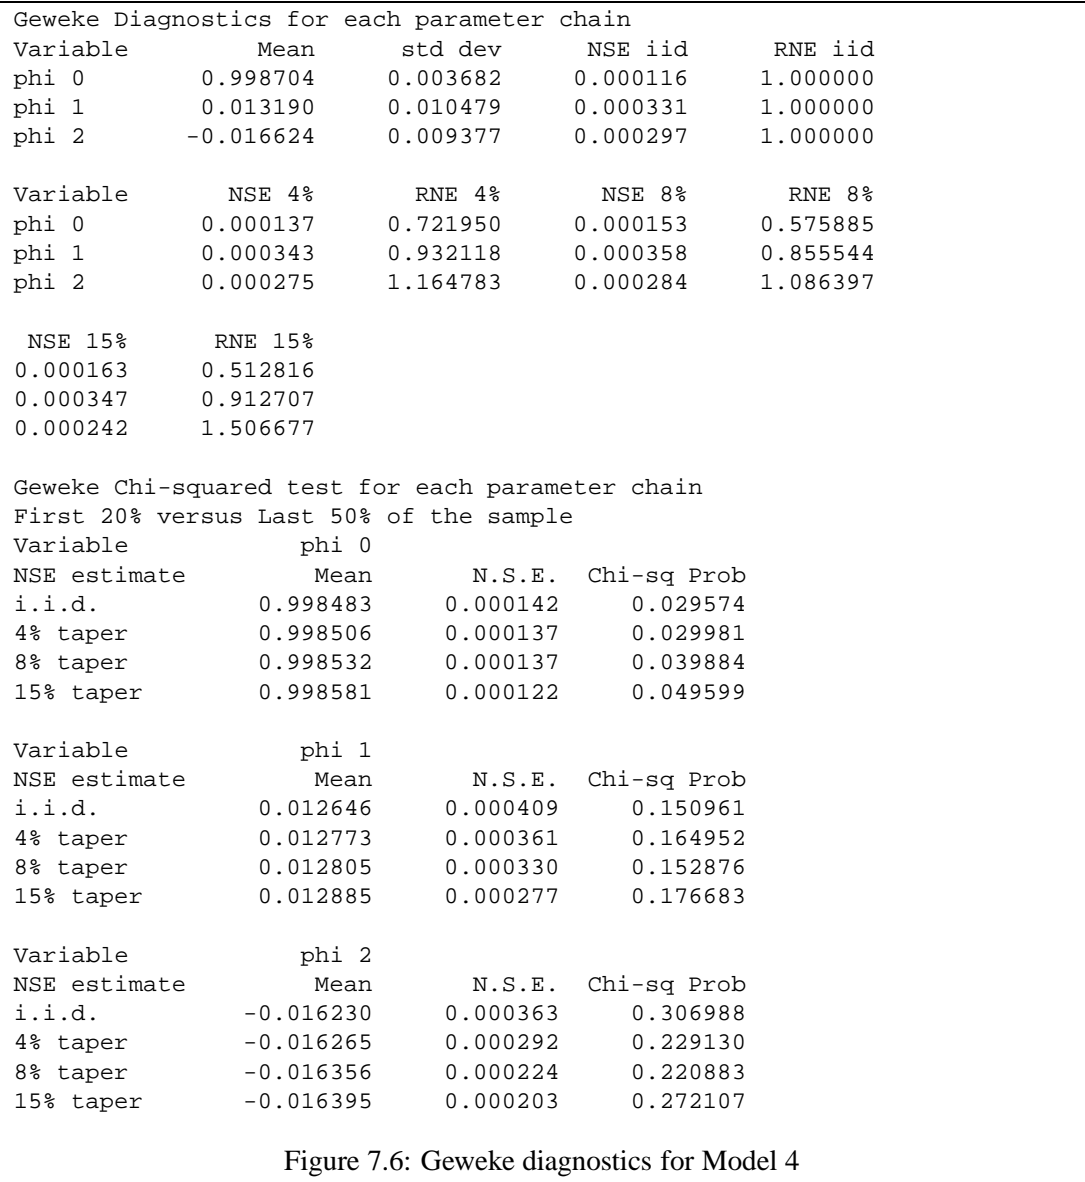 Geweke Diagnostics for each parameter chain
Variable Mean std dev NSE iid RNE iid
phi 0 0.998704 0.003682 0.000116 1.000000
phi 1 0.013190 0.010479 0.000331 1.000000
phi 2 -0.016624 0.009377 0.000297 1.000000
Variable NSE 4% RNE 4% NSE 8% RNE 8%
phi 0 0.000137 0.721950 0.000153 0.575885
phi 1 0.000343 0.932118 0.000358 0.855544
phi 2 0.000275 1.164783 0.000284 1.086397
NSE 15% RNE 15%
0.000163 0.512816
0.000347 0.912707
0.000242 1.506677
Geweke Chi-squared test for each parameter chain
First 20% versus Last 50% of the sample
Variable phi 0
NSE estimate Mean N.S.E. Chi-sq Prob
i.i.d. 0.998483 0.000142 0.029574
4% taper 0.998506 0.000137 0.029981
8% taper 0.998532 0.000137 0.039884
15% taper 0.998581 0.000122 0.049599
Variable phi 1
NSE estimate Mean N.S.E. Chi-sq Prob
i.i.d. 0.012646 0.000409 0.150961
4% taper 0.012773 0.000361 0.164952
8% taper 0.012805 0.000330 0.152876
15% taper 0.012885 0.000277 0.176683
Variable phi 2
NSE estimate Mean N.S.E. Chi-sq Prob
i.i.d. -0.016230 0.000363 0.306988
4% taper -0.016265 0.000292 0.229130
8% taper -0.016356 0.000224 0.220883
15% taper -0.016395 0.000203 0.272107
Figure 7.6: Geweke diagnostics for Model 4